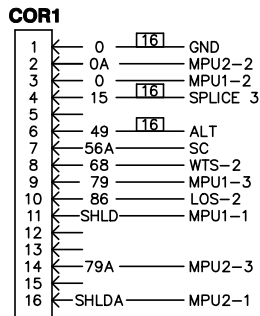 COR1
1 0 16 GND
2 0A MPU2-2
3 0 MPU1-2
4 15 16 SPLICE 3
5
6 49 16 ALT
7 56A SC
8 68 WTS-2
9 79 MPU1-3
10 86 LOS-2
11 SHLD MPU1-1
12
13
14 79A MPU2-3
15
16 SHLDA MPU2-1